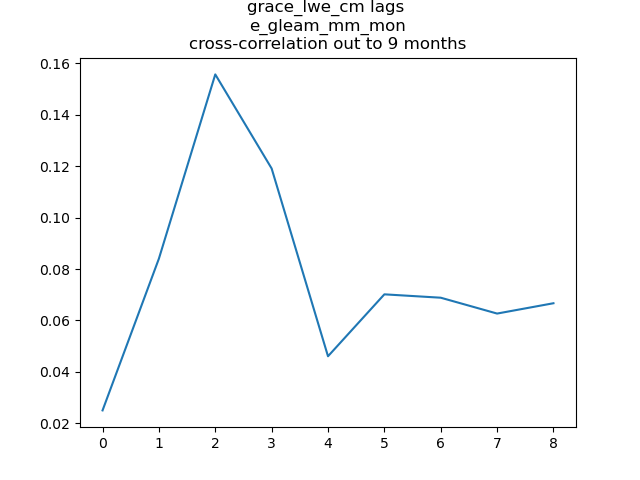 grace_lwe_cm lags
e_gleam_mm_mon
cross-correlation out to 9 months
0.16
0.14
0.12
0.10
0.08
0.06
0.04
0.02
0 1 2 3 4 5 6 7 8